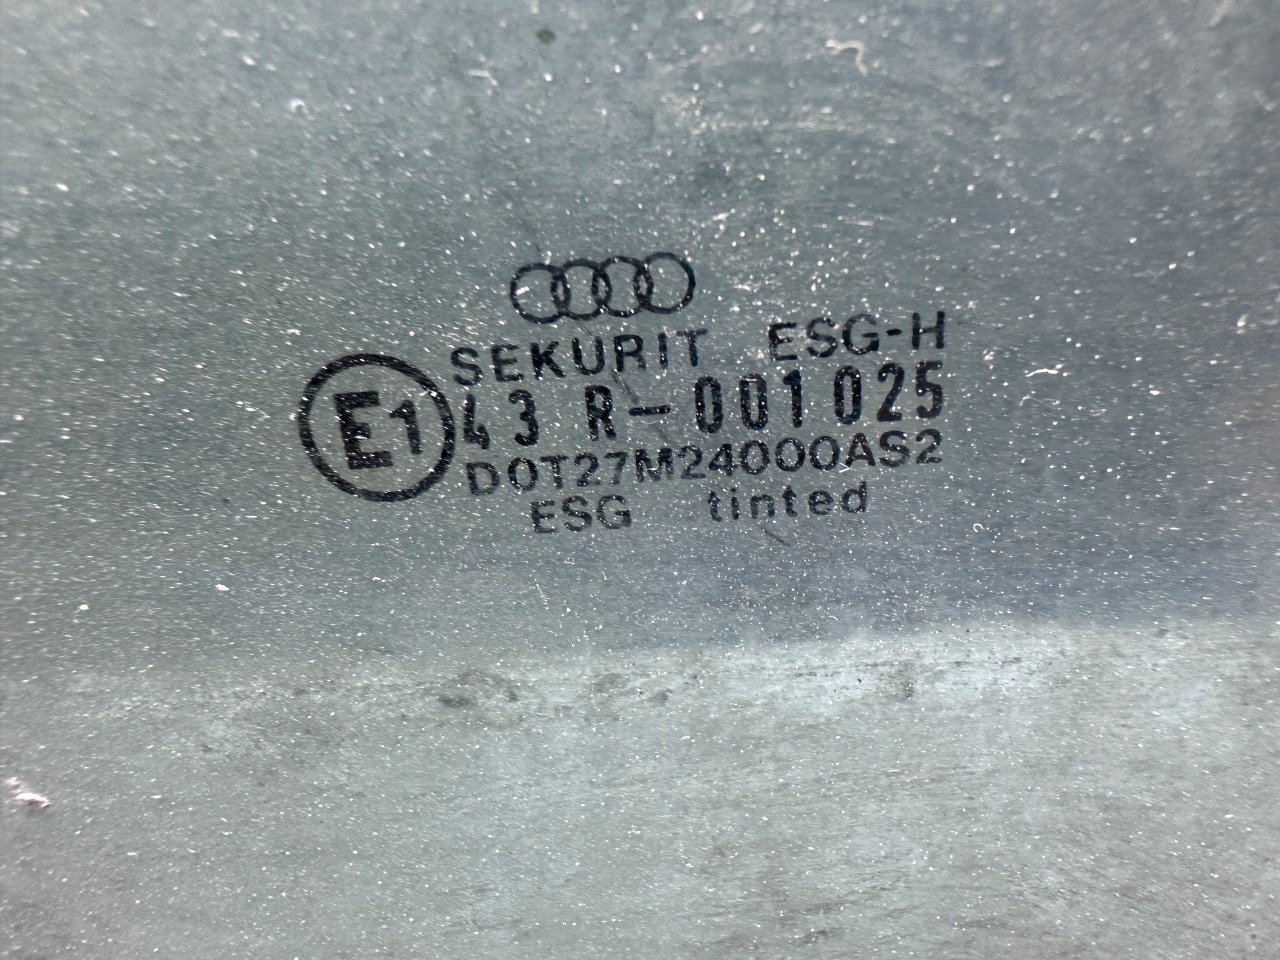 SEKURIT ESG-H
E1
43 R-001025
DOT27M24000AS2
ESG tinted